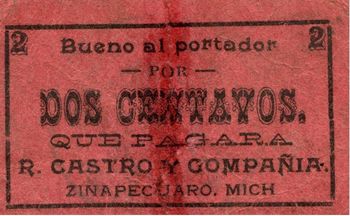 2 Bueno al portador 2
— POR —
DOS CENTAVOS.
QUE PAGARA
R. CASTRO Y COMPAÑIA.
ZINAPECUARO, MICH